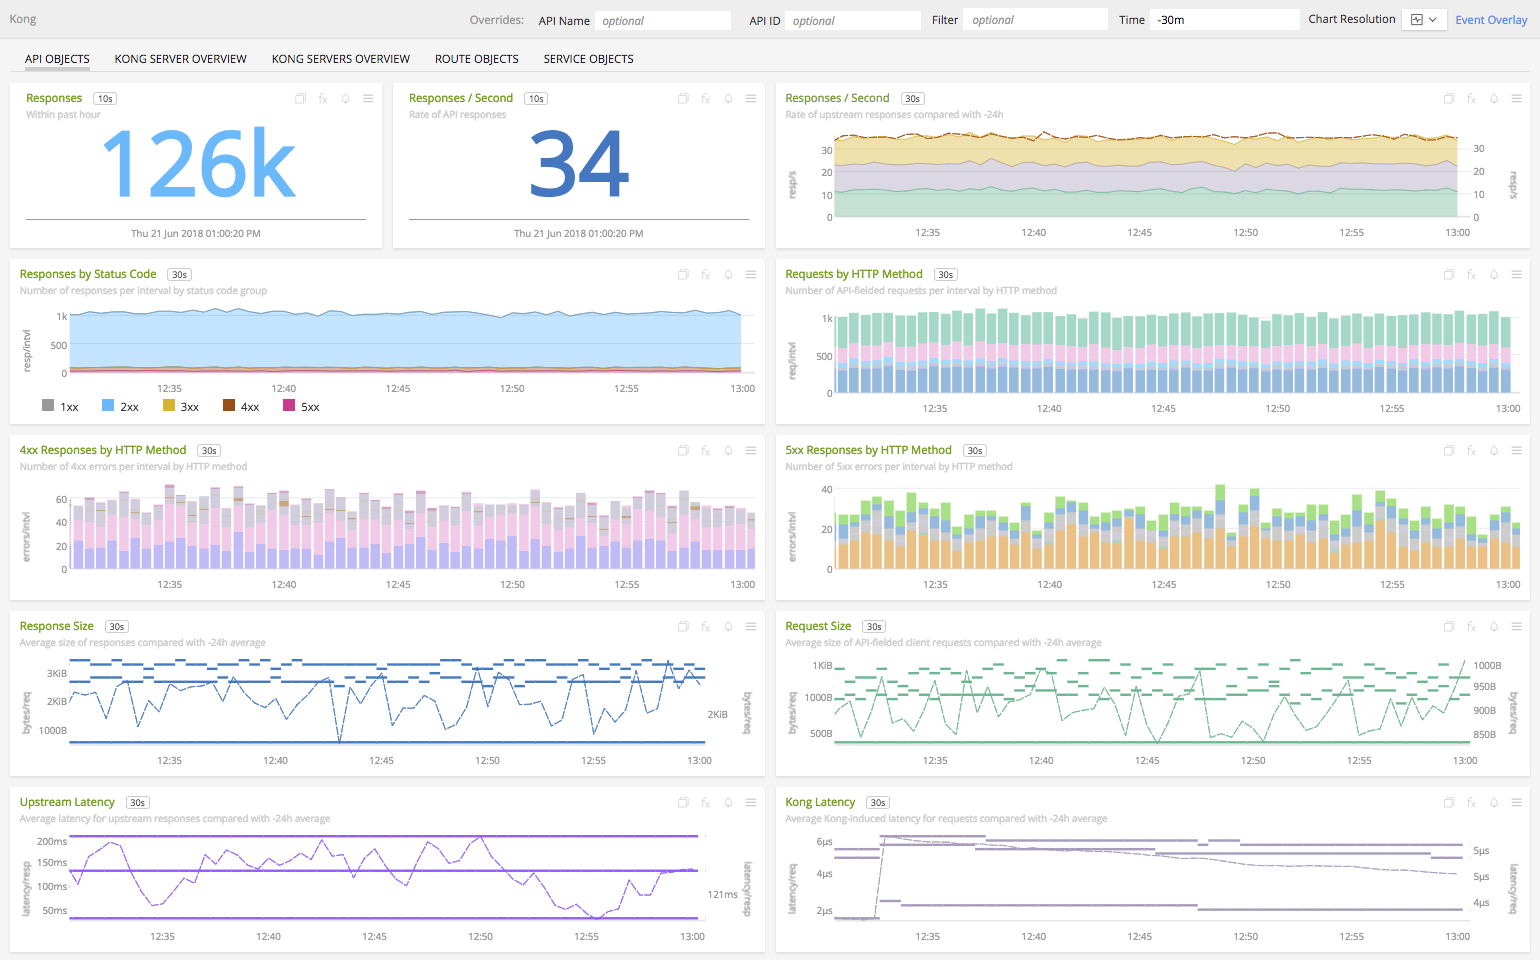 Kong
Overrides: API Name optional API ID optional Filter optional Time -30m Chart Resolution Event Overlay
API OBJECTS KONG SERVER OVERVIEW KONG SERVERS OVERVIEW ROUTE OBJECTS SERVICE OBJECTS
Responses 10s fx
Within past hour
126k
Thu 21 Jun 2018 01:00:20 PM
Responses / Second 10s fx
Rate of API responses
34
Thu 21 Jun 2018 01:00:20 PM
Responses / Second 30s fx
Rate of upstream responses compared with -24h
resp/s
30
20
10
0
30
20
10
0
resp/s
12:35 12:40 12:45 12:50 12:55 13:00
Responses by Status Code 30s fx
Number of responses per interval by status code group
resp/intvl
1k
500
0
12:35 12:40 12:45 12:50 12:55 13:00
1xx 2xx 3xx 4xx 5xx
Requests by HTTP Method 30s fx
Number of API-fielded requests per interval by HTTP method
req/intvl
1k
500
0
12:35 12:40 12:45 12:50 12:55 13:00
4xx Responses by HTTP Method 30s fx
Number of 4xx errors per interval by HTTP method
errors/intvl
60
40
20
0
12:35 12:40 12:45 12:50 12:55 13:00
5xx Responses by HTTP Method 30s fx
Number of 5xx errors per interval by HTTP method
errors/intvl
40
20
0
12:35 12:40 12:45 12:50 12:55 13:00
Response Size 30s fx
Average size of responses compared with -24h average
bytes/req
3KiB
2KiB
1000B
2KiB
bytes/req
12:35 12:40 12:45 12:50 12:55 13:00
Request Size 30s fx
Average size of API-fielded client requests compared with -24h average
bytes/req
1KiB
1000B
500B
1000B
950B
900B
850B
bytes/req
12:35 12:40 12:45 12:50 12:55 13:00
Upstream Latency 30s fx
Average latency for upstream responses compared with -24h average
latency/resp
200ms
150ms
100ms
50ms
121ms
latency/resp
12:35 12:40 12:45 12:50 12:55 13:00
Kong Latency 30s fx
Average Kong-induced latency for requests compared with -24h average
latency/req
6µs
4µs
2µs
5µs
5µs
4µs
latency/req
12:35 12:40 12:45 12:50 12:55 13:00